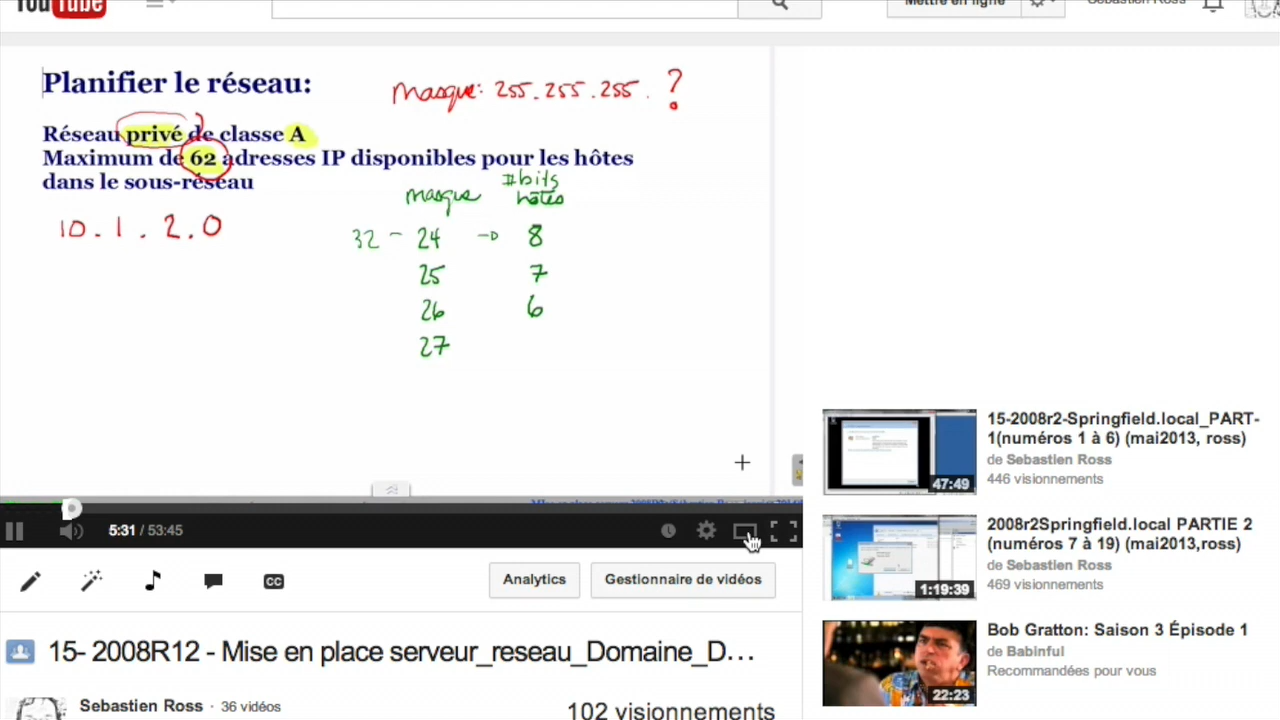 YouTube
Mettre en ligne
Sebastien Ross
Planifier le réseau:
masque: 255.255.255. ?
Réseau privé de classe A
Maximum de 62 adresses IP disponibles pour les hôtes
dans le sous-réseau
masque #bits hôtes
10.1.2.0
32 - 24 → 8
25 7
26 6
27
5:31 / 53:45
Analytics
Gestionnaire de vidéos
CC
15- 2008R12 - Mise en place serveur_reseau_Domaine_D...
Sebastien Ross · 36 vidéos
102 visionnements
15-2008r2-Springfield.local_PART-
1(numéros 1 à 6) (mai2013, ross)
de Sebastien Ross
446 visionnements
47:49
2008r2Springfield.local PARTIE 2
(numéros 7 à 19) (mai2013,ross)
de Sebastien Ross
469 visionnements
1:19:39
Bob Gratton: Saison 3 Épisode 1
de Babinful
Recommandées pour vous
22:23